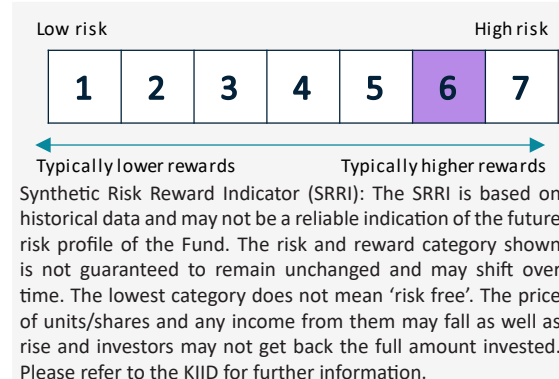 Low risk High risk
1 2 3 4 5 6 7
Typically lower rewards Typically higher rewards
Synthetic Risk Reward Indicator (SRRI): The SRRI is based on
historical data and may not be a reliable indication of the future
risk profile of the Fund. The risk and reward category shown
is not guaranteed to remain unchanged and may shift over
time. The lowest category does not mean ‘risk free’. The price
of units/shares and any income from them may fall as well as
rise and investors may not get back the full amount invested.
Please refer to the KIID for further information.